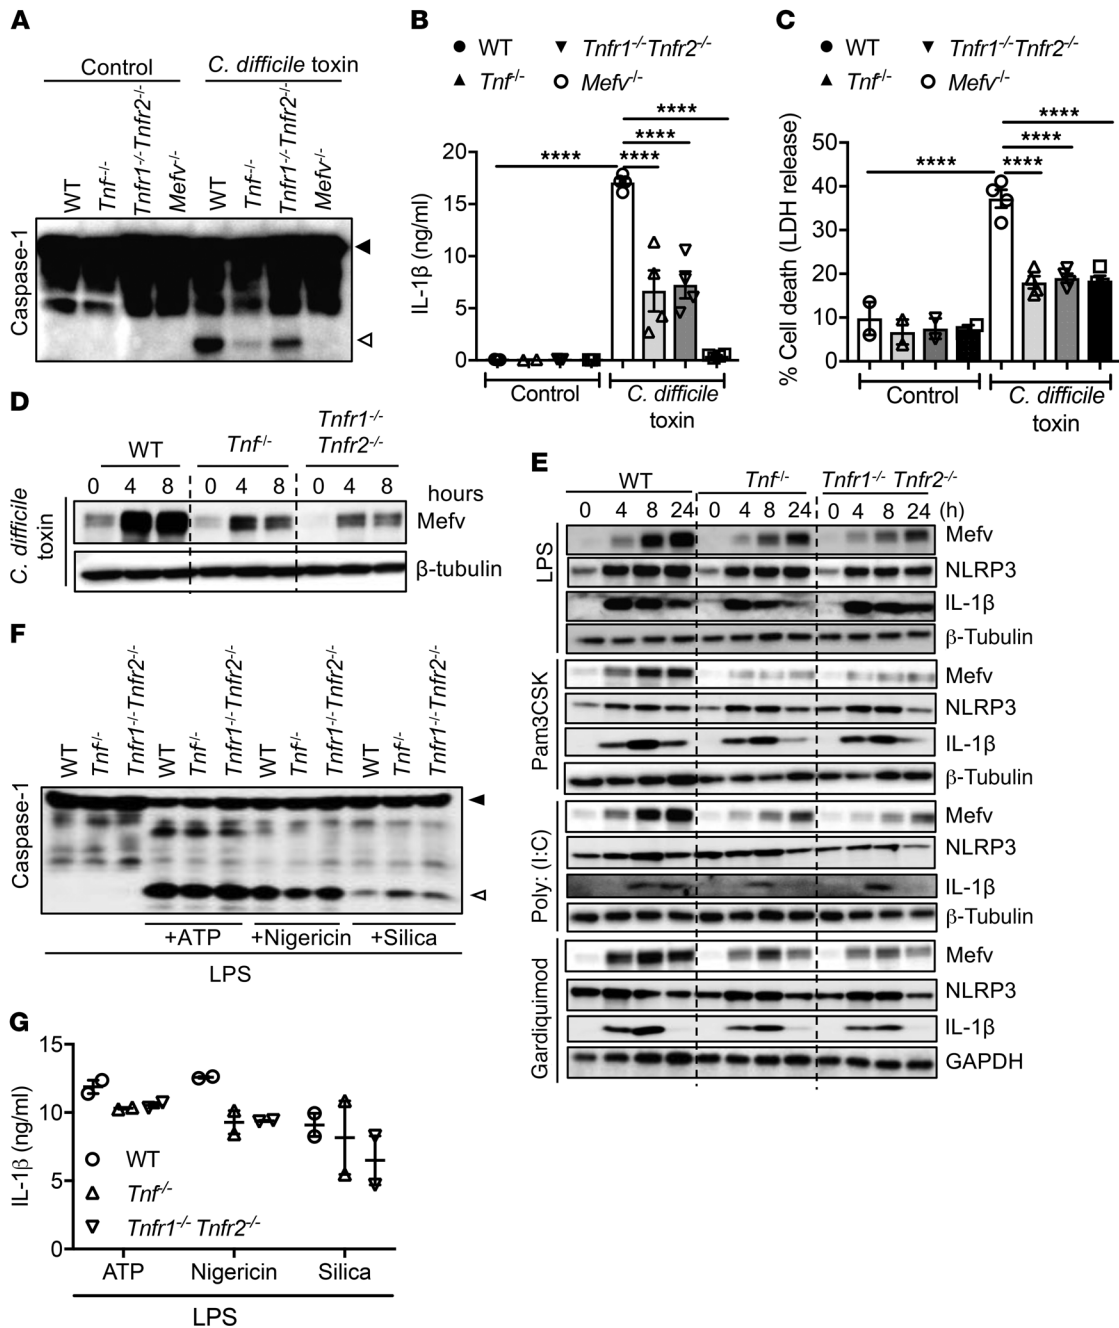 A
Control
C. difficile toxin
WT
Tnf-/-
Tnfr1-/-Tnfr2-/-
Mefv-/-
WT
Tnf-/-
Tnfr1-/-Tnfr2-/-
Mefv-/-
Caspase-1
B
WT
Tnfr1-/-Tnfr2-/-
Tnf-/-
Mefv-/-
****
****
****
****
IL-1β (ng/ml)
20
15
10
5
0
Control
C. difficile
toxin
C
WT
Tnfr1-/-Tnfr2-/-
Tnf-/-
Mefv-/-
****
****
****
****
% Cell death (LDH release)
50
40
30
20
10
0
Control
C. difficile
toxin
D
WT
Tnf-/-
Tnfr1-/-
Tnfr2-/-
0 4 8 0 4 8 0 4 8 hours
C. difficile
toxin
Mefv
β-tubulin
E
WT
Tnf-/-
Tnfr1-/- Tnfr2-/-
0 4 8 24 0 4 8 24 0 4 8 24 (h)
LPS
Mefv
NLRP3
IL-1β
β-Tubulin
Pam3CSK
Mefv
NLRP3
IL-1β
β-Tubulin
Poly: (I:C)
Mefv
NLRP3
IL-1β
β-Tubulin
Gardiquimod
Mefv
NLRP3
IL-1β
GAPDH
F
WT
Tnf-/-
Tnfr1-/-Tnfr2-/-
WT
Tnf-/-
Tnfr1-/-Tnfr2-/-
WT
Tnf-/-
Tnfr1-/-Tnfr2-/-
WT
Tnf-/-
Tnfr1-/-Tnfr2-/-
Caspase-1
+ATP
+Nigericin
+Silica
LPS
G
IL-1β (ng/ml)
15
10
5
0
WT
Tnf-/-
Tnfr1-/- Tnfr2-/-
ATP
Nigericin
Silica
LPS